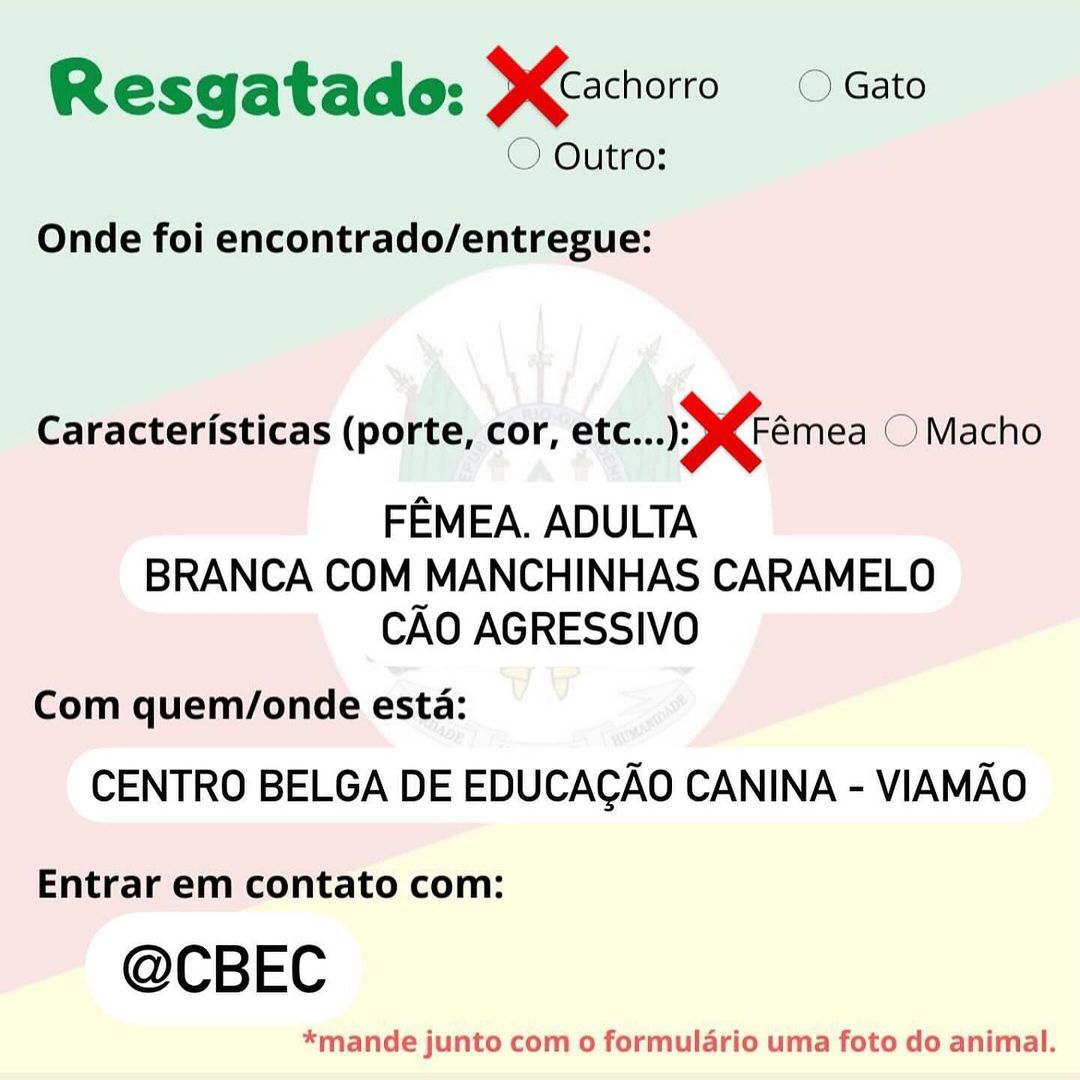 Resgatado: Cachorro Gato
Outro:
Onde foi encontrado/entregue:
Características (porte, cor, etc...): Fêmea Macho
FÊMEA. ADULTA
BRANCA COM MANCHINHAS CARAMELO
CÃO AGRESSIVO
HUMANIDADE
Com quem/onde está:
CENTRO BELGA DE EDUCAÇÃO CANINA - VIAMÃO
Entrar em contato com:
@CBEC
*mande junto com o formulário uma foto do animal.